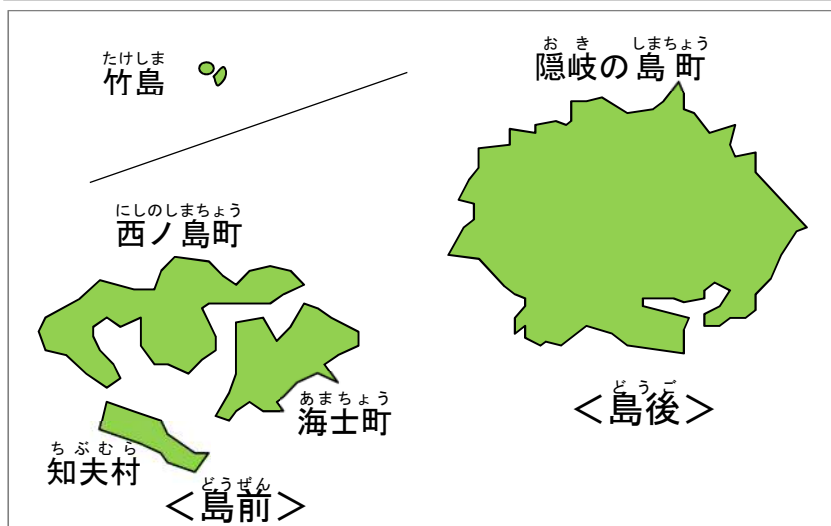 たけしま
竹島
おき しまちょう
隠岐の島町
にしのしまちょう
西ノ島町
あまちょう
海士町
ちぶむら
知夫村
どうぜん
＜島前＞
どうご
＜島後＞